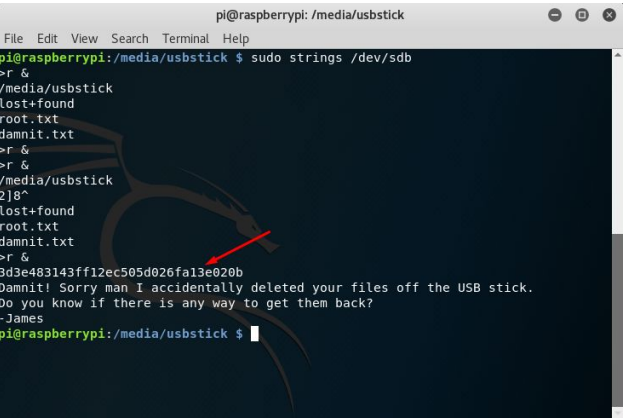 pi@raspberrypi: /media/usbstick
File Edit View Search Terminal Help
pi@raspberrypi:/media/usbstick $ sudo strings /dev/sdb
>r &
/media/usbstick
lost+found
root.txt
damnit.txt
>r &
>r &
/media/usbstick
2]8^
lost+found
root.txt
damnit.txt
>r &
3d3e483143ff12ec505d026fa13e020b
Damnit! Sorry man I accidentally deleted your files off the USB stick.
Do you know if there is any way to get them back?
-James
pi@raspberrypi:/media/usbstick $